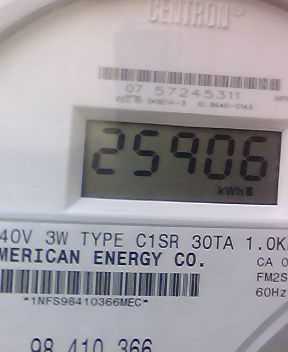 CENTRON®
07 57245311
25906
kWh
40V 3W TYPE C1SR 30TA 1.0K
MERICAN ENERGY CO.
CA 0
FM2S
60Hz
*1NFS98410366MEC*
98 410 366